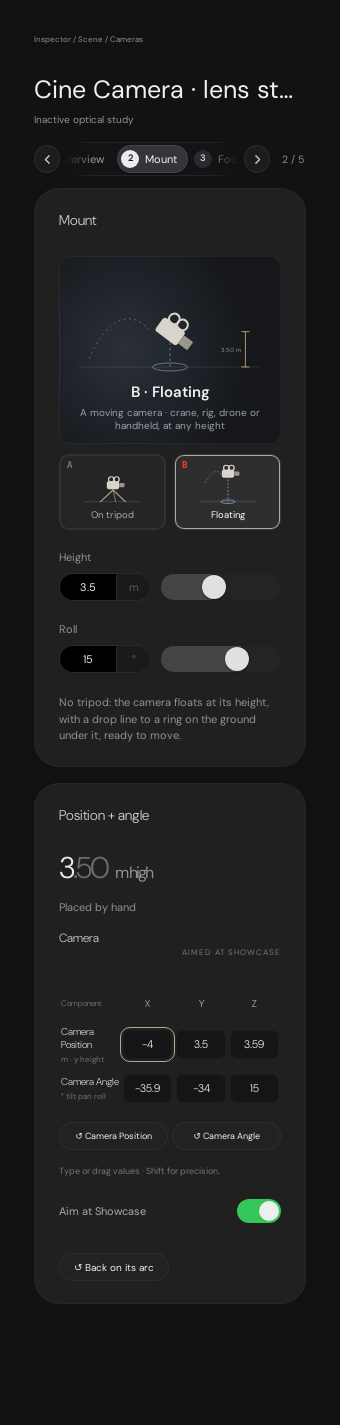 Inspector / Scene / Cameras
Cine Camera · lens st...
Inactive optical study
erview 2 Mount 3 Foc 2 / 5
Mount
3.50 m
B · Floating
A moving camera · crane, rig, drone or
handheld, at any height
A B
On tripod Floating
Height
3.5 m
Roll
15 °
No tripod: the camera floats at its height,
with a drop line to a ring on the ground
under it, ready to move.
Position + angle
3.50 m high
Placed by hand
Camera
AIMED AT SHOWCASE
Component X Y Z
Camera
Position
m · y height
-4 3.5 3.59
Camera Angle
° tilt pan roll
-35.9 -34 15
↺ Camera Position ↺ Camera Angle
Type or drag values · Shift for precision.
Aim at Showcase
↺ Back on its arc